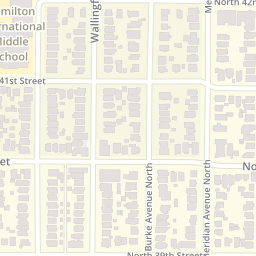 milton
ernational
Middle
School
Walling
Me
North 42n
41st Street
et
No
Burke Avenue North
eridian Avenue North
North 39th Street